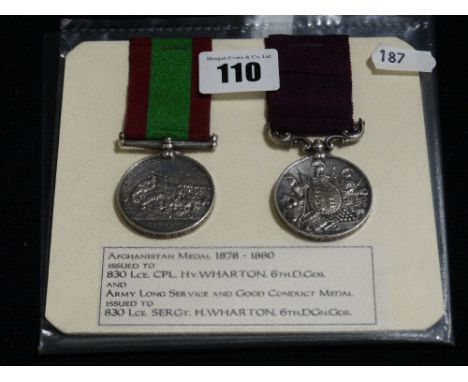 Morgan Evans & Co. Ltd
110
187
Afghanistan Medal 1878 - 1880
issued to
830 Lce. CPL. Hy. WHARTON. 6th.D.Gds.
and
Army Long Service and Good Conduct Medal
issued to
830 Lce. SERGt. H. WHARTON. 6th.DGn.Gds.